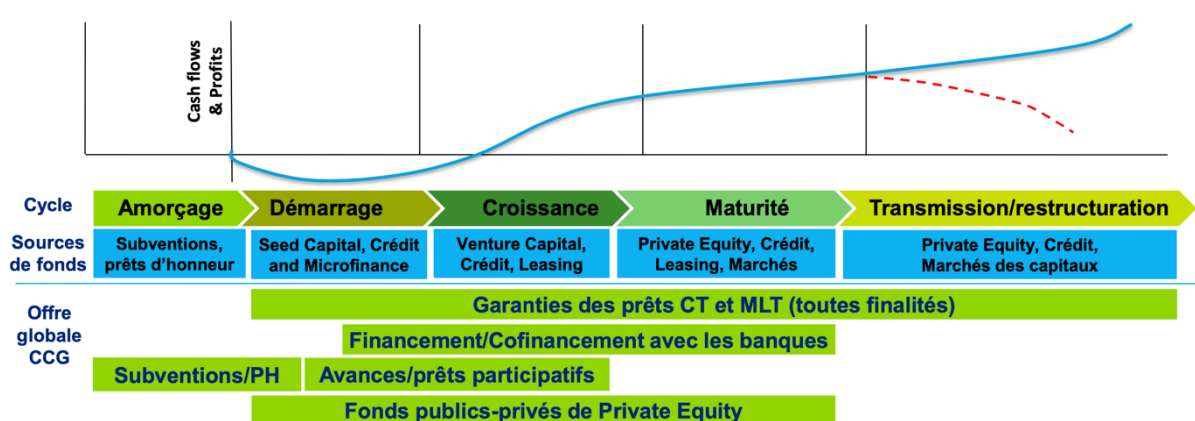 Cash flows
& Profits
Cycle
Amorçage
Démarrage
Croissance
Maturité
Transmission/restructuration
Sources
de fonds
Subventions,
prêts d'honneur
Seed Capital, Crédit
and Microfinance
Venture Capital,
Crédit, Leasing
Private Equity, Crédit,
Leasing, Marchés
Private Equity, Crédit,
Marchés des capitaux
Offre
globale
CCG
Garanties des prêts CT et MLT (toutes finalités)
Financement/Cofinancement avec les banques
Subventions/PH
Avances/prêts participatifs
Fonds publics-privés de Private Equity